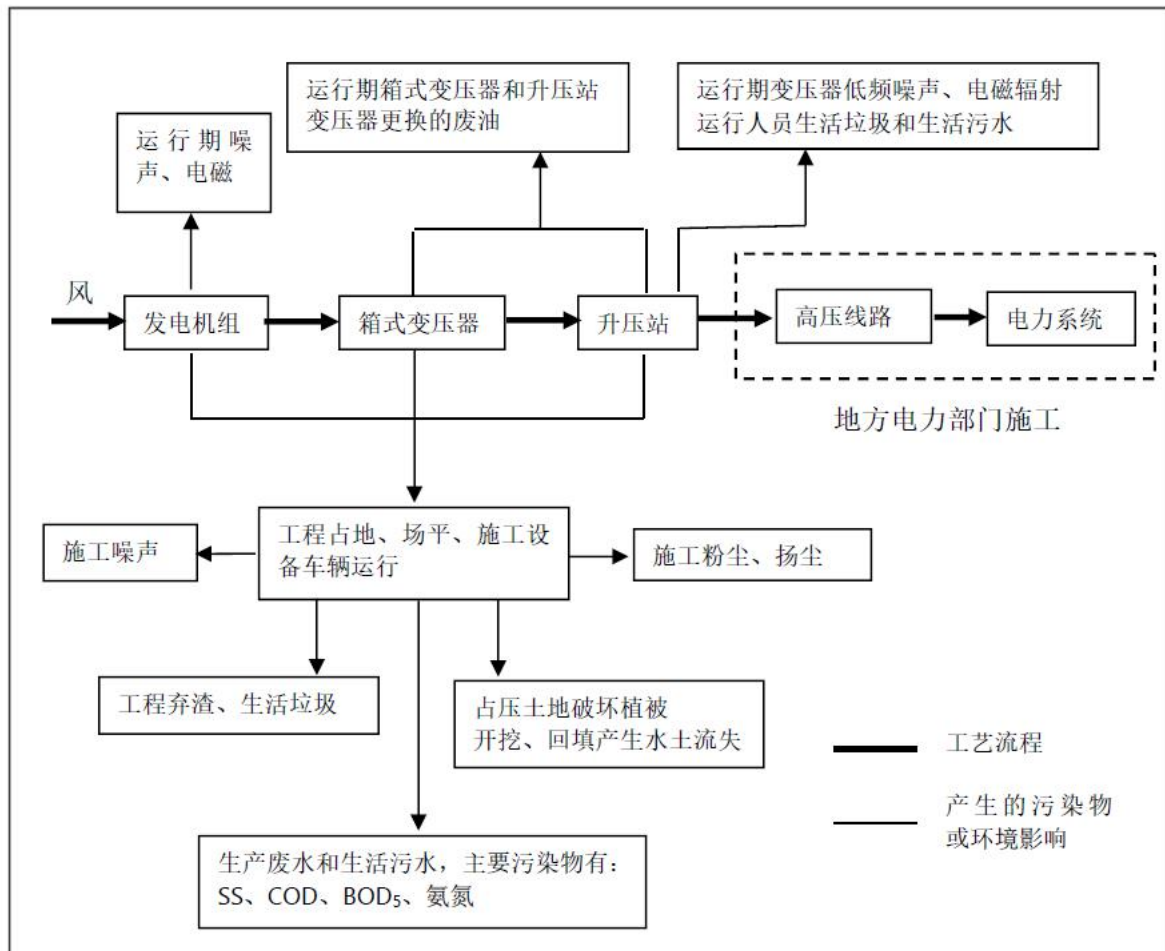 运行期箱式变压器和升压站
变压器更换的废油
运行期变压器低频噪声、电磁辐射
运行人员生活垃圾和生活污水
运行期噪
声、电磁
风
发电机组
箱式变压器
升压站
高压线路
电力系统
地方电力部门施工
施工噪声
工程占地、场平、施工设
备车辆运行
施工粉尘、扬尘
工程弃渣、生活垃圾
占压土地破坏植被
开挖、回填产生水土流失
工艺流程
产生的污染物
或环境影响
生产废水和生活污水，主要污染物有：
SS、COD、BOD₅、氨氮